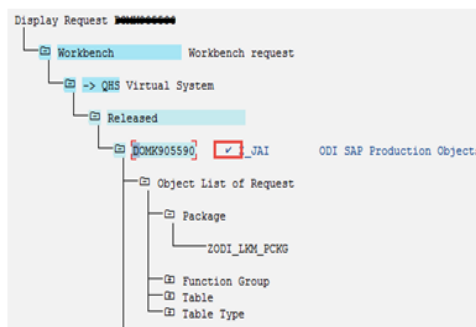 Display Request
Workbench Workbench request
-> QHS Virtual System
Released
DOMK905590 _JAI ODI SAP Production Object
Object List of Request
Package
ZODI_LKM_PCKG
Function Group
Table
Table Type